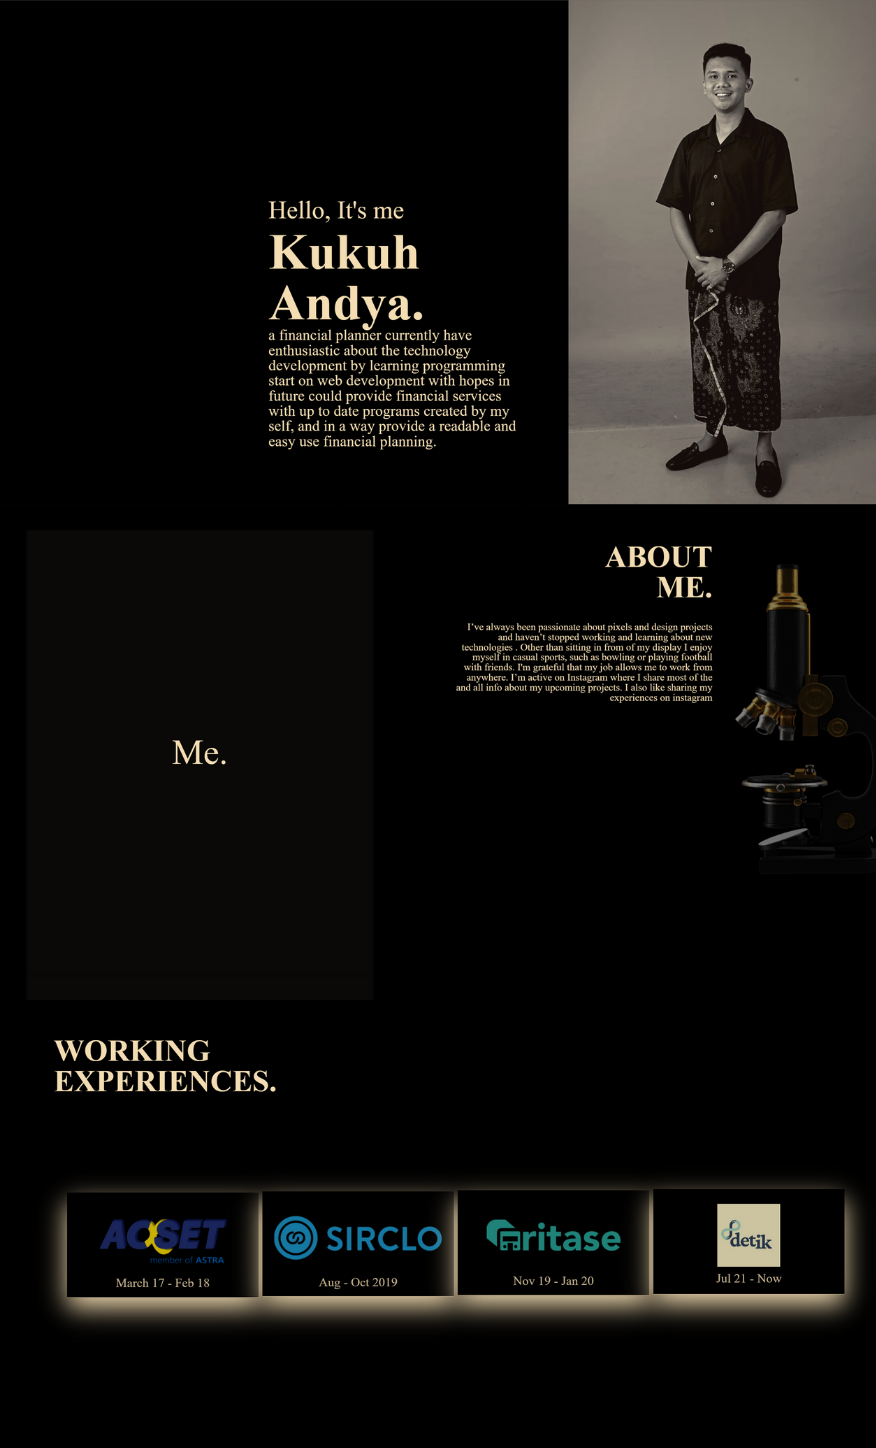 Hello, It's me
Kukuh
Andya.
a financial planner currently have
enthusiastic about the technology
development by learning programming
start on web development with hopes in
future could provide financial services
with up to date programs created by my
self, and in a way provide a readable and
easy use financial planning.
ABOUT
ME.
I've always been passionate about pixels and design projects
and haven't stopped working and learning about new
technologies . Other than sitting in from of my display I enjoy
myself in casual sports, such as bowling or playing football
with friends. I'm grateful that my job allows me to work from
anywhere. I'm active on Instagram where I share most of the
and all info about my upcoming projects. I also like sharing my
experiences on instagram
Me.
WORKING
EXPERIENCES.
ACSET
member of ASTRA
March 17 - Feb 18
SIRCLO
Aug - Oct 2019
ritase
Nov 19 - Jan 20
detik
Jul 21 - Now